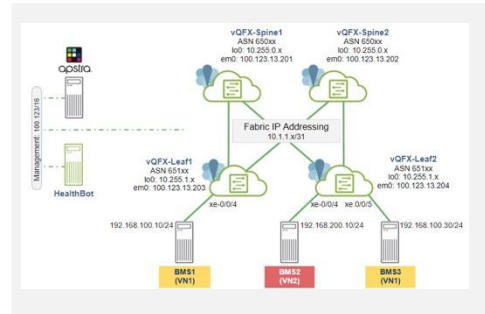 vQFX-Spine1
ASN 650xx
lo0: 10.255.0.x
em0: 100.123.13.201
vQFX-Spine2
ASN 650xx
lo0: 10.255.0.x
em0: 100.123.13.202
apstra.
Management: 100.123/16
HealthBot
Fabric IP Addressing
10.1.1.x/31
vQFX-Leaf1
ASN 651xx
lo0: 10.255.1.x
em0: 100.123.13.203
vQFX-Leaf2
ASN 651xx
lo0: 10.255.1.x
em0: 100.123.13.204
xe-0/0/4
xe-0/0/4
xe.0/0/5
192.168.100.10/24
192.168.200.10/24
192.168.100.30/24
BMS1
(VN1)
BMS2
(VN2)
BMS3
(VN1)